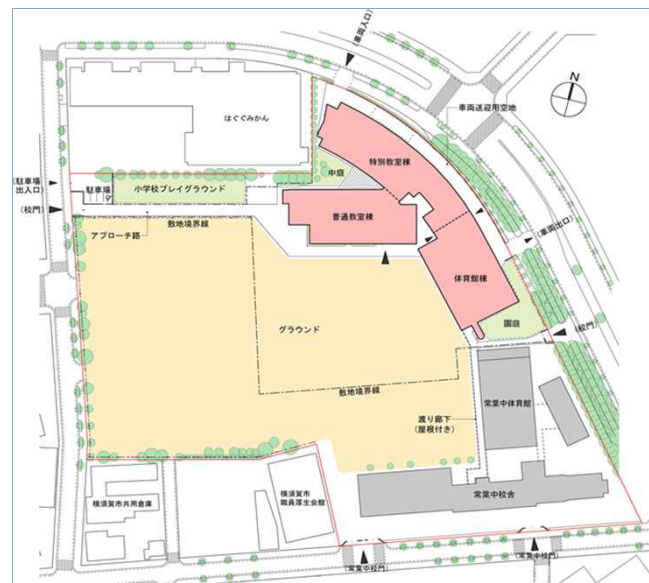 (車両入口)
N
はぐくみかん
車両送迎用空地
特別教室棟
中庭
(駐車場
出入口)
駐車場
小学校プレイグラウンド
(校門)
普通教室棟
アプローチ路
敷地境界線
(車両出口)
体育館棟
園庭
グラウンド
(校門)
敷地境界線
渡り廊下
(屋根付き)
常葉中体育館
横須賀市共用倉庫
横須賀市
職員厚生会館
常葉中校舎
(常葉中校門)
(常葉中校門)